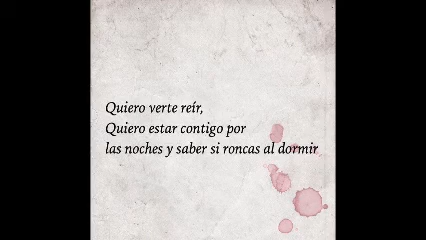 Quiero verte reír,
Quiero estar contigo por
las noches y saber si roncas al dormir